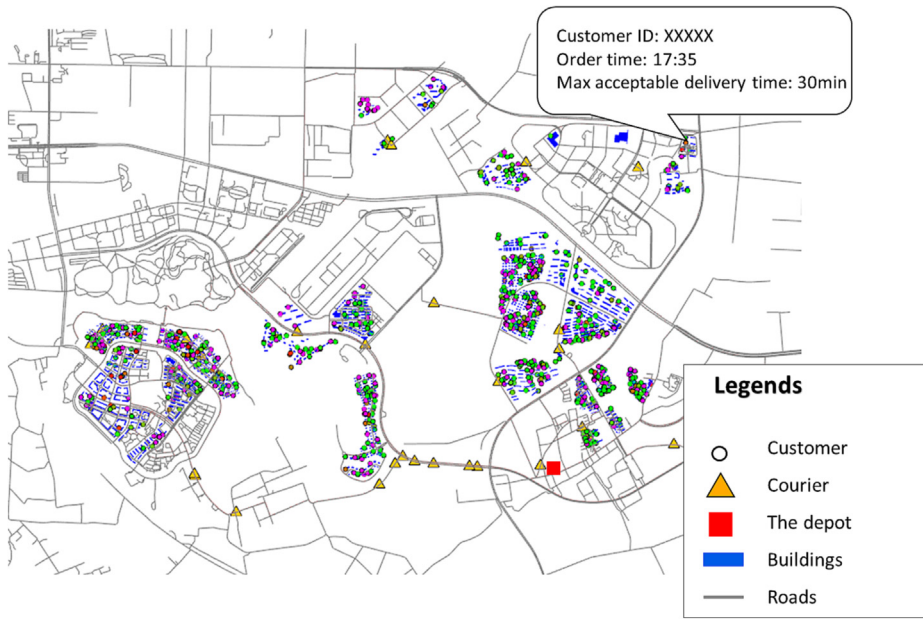 Customer ID: XXXXX
Order time: 17:35
Max acceptable delivery time: 30min
Legends
Customer
Courier
The depot
Buildings
Roads